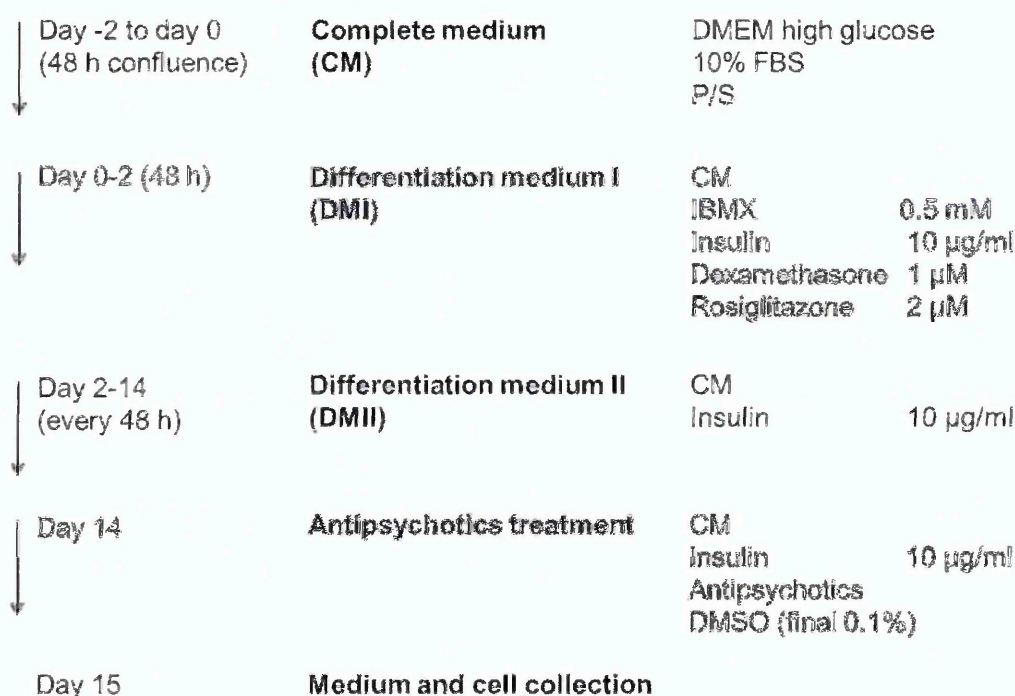 Day -2 to day 0 Complete medium DMEM high glucose
(48 h confluence) (CM) 10% FBS
P/S
Day 0-2 (48 h) Differentiation medium I CM
(DMI) IBMX 0.5 mM
Insulin 10 µg/ml
Dexamethasone 1 µM
Rosiglitazone 2 µM
Day 2-14 Differentiation medium II CM
(every 48 h) (DMII) Insulin 10 µg/ml
Day 14 Antipsychotics treatment CM
Insulin 10 µg/ml
Antipsychotics
DMSO (final 0.1%)
Day 15 Medium and cell collection